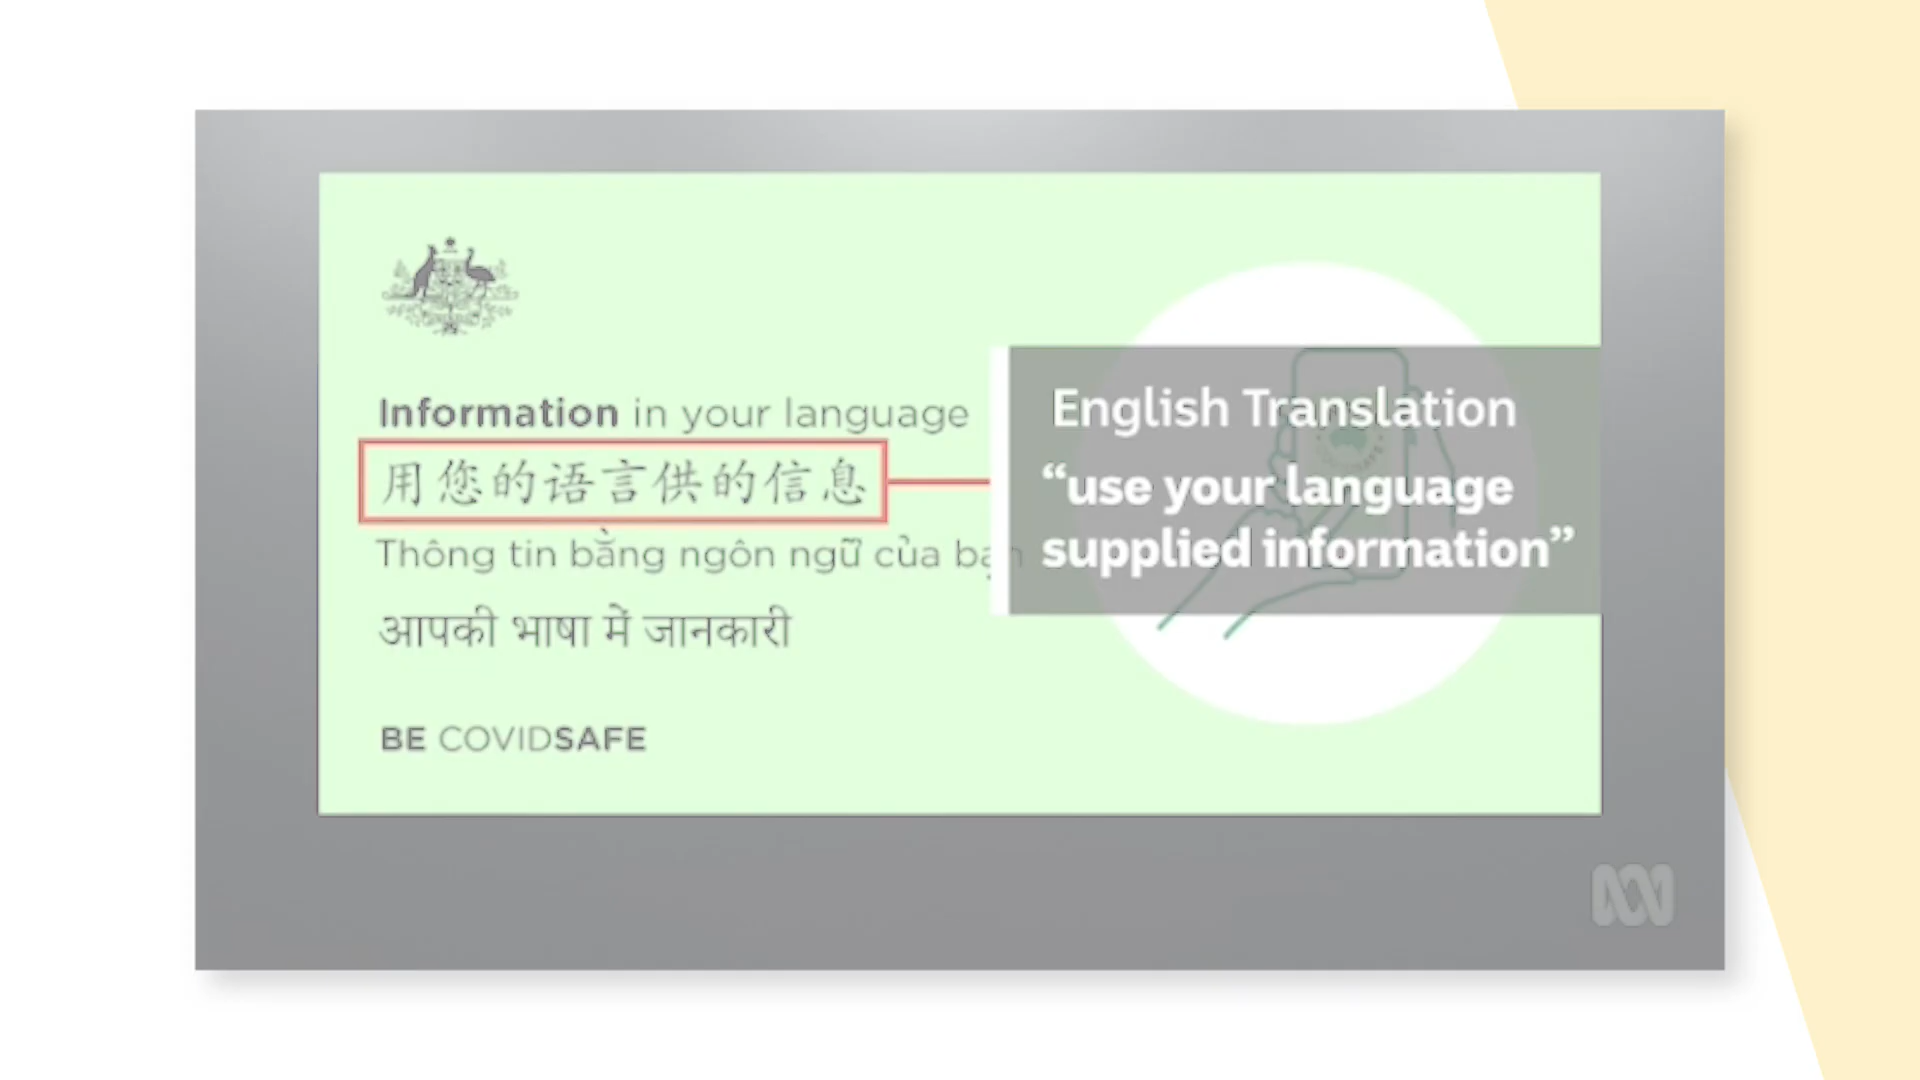 Information in your language
用您的语言供的信息
Thông tin bằng ngôn ngữ của bạn
आपकी भाषा में जानकारी
BE COVIDSAFE
English Translation
“use your language
supplied information”